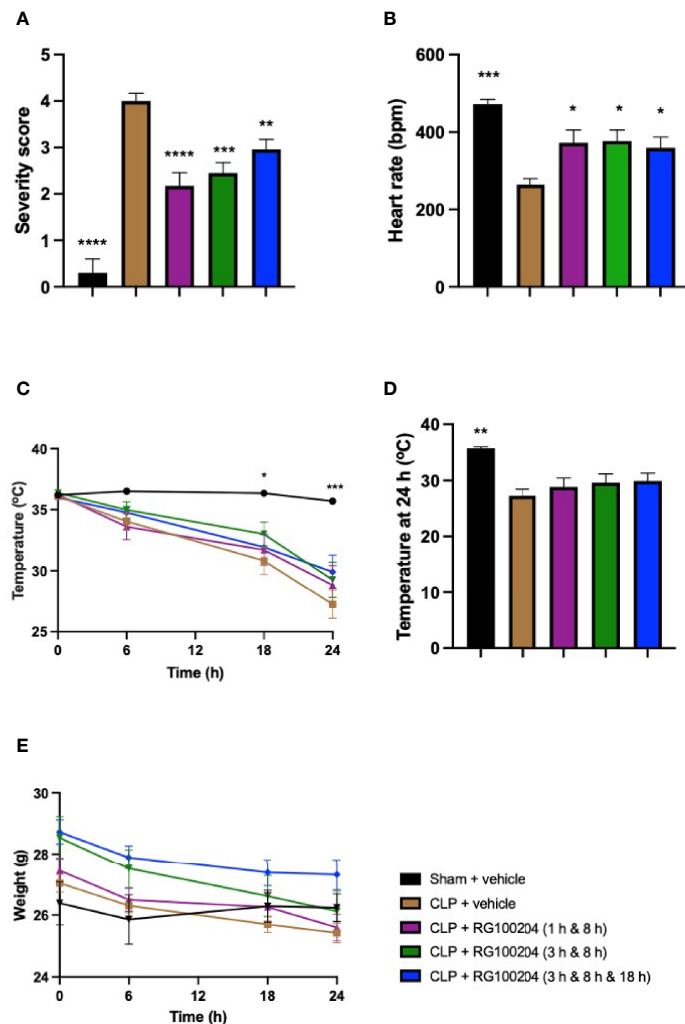 A
B
5
4
3
2
1
0
Severity score
****
****
***
**
600
400
200
0
Heart rate (bpm)
***
*
*
*
C
D
40
35
30
25
Temperature (ºC)
*
***
0
6
12
18
24
Time (h)
40
30
20
10
0
Temperature at 24 h (ºC)
**
E
30
28
26
24
Weight (g)
0
6
12
18
24
Time (h)
Sham + vehicle
CLP + vehicle
CLP + RG100204 (1 h & 8 h)
CLP + RG100204 (3 h & 8 h)
CLP + RG100204 (3 h & 8 h & 18 h)